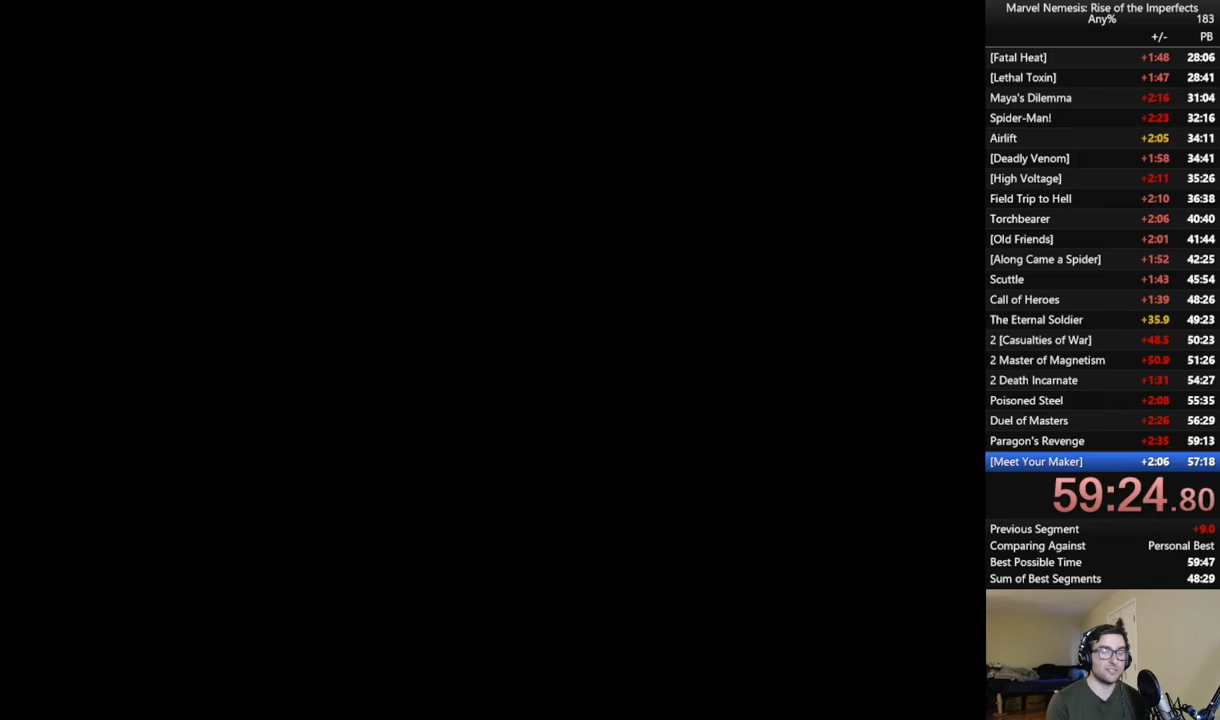 Marvel Nemesis: Rise of the Imperfects
Any% 183
+/- PB
[Fatal Heat] +1:48 28:06
[Lethal Toxin] +1:47 28:41
Maya's Dilemma +2:16 31:04
Spider-Man! +2:23 32:16
Airlift +2:05 34:11
[Deadly Venom] +1:58 34:41
[High Voltage] +2:11 35:26
Field Trip to Hell +2:10 36:38
Torchbearer +2:06 40:40
[Old Friends] +2:01 41:44
[Along Came a Spider] +1:52 42:25
Scuttle +1:43 45:54
Call of Heroes +1:39 48:26
The Eternal Soldier +35.9 49:23
2 [Casualties of War] +48.5 50:23
2 Master of Magnetism +50.9 51:26
2 Death Incarnate +1:31 54:27
Poisoned Steel +2:08 55:35
Duel of Masters +2:26 56:29
Paragon's Revenge +2:35 59:13
[Meet Your Maker] +2:06 57:18
59:24.80
Previous Segment +9.0
Comparing Against Personal Best
Best Possible Time 59:47
Sum of Best Segments 48:29